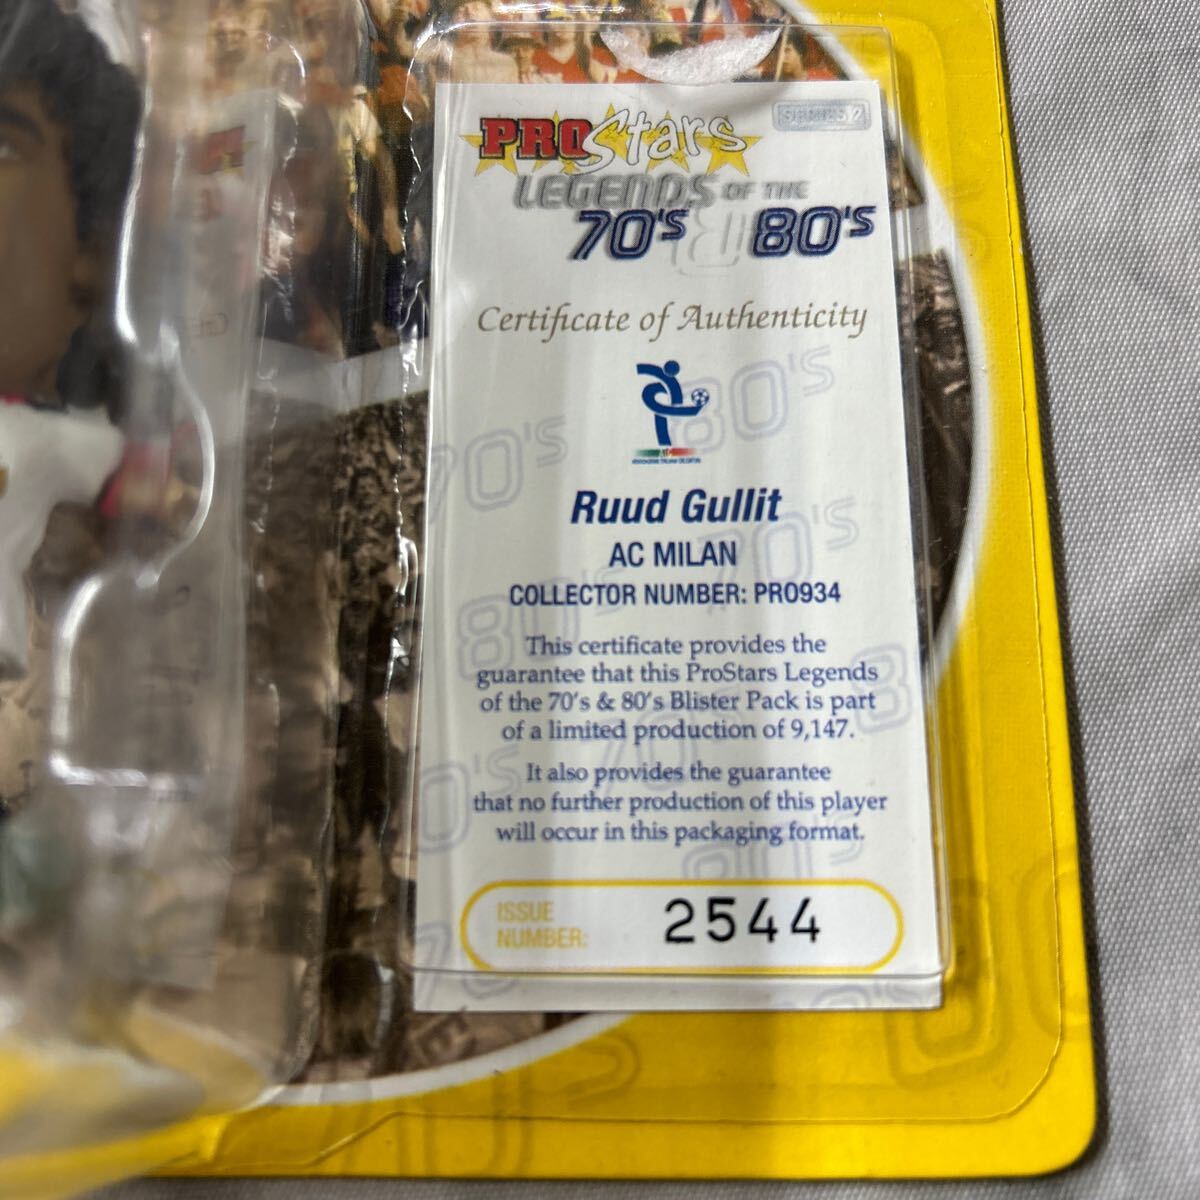 SERIES 2
PROStars
LEGENDS OF THE
70's 80's
Certificate of Authenticity
Ruud Gullit
AC MILAN
COLLECTOR NUMBER: PRO934
This certificate provides the
guarantee that this ProStars Legends
of the 70's & 80's Blister Pack is part
of a limited production of 9,147.
It also provides the guarantee
that no further production of this player
will occur in this packaging format.
ISSUE
NUMBER:
2544